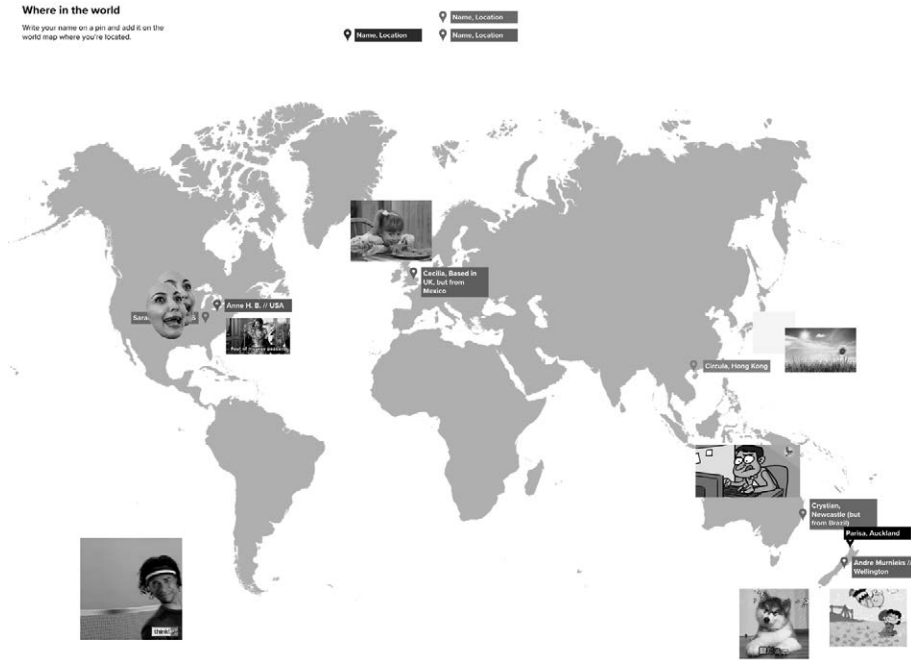 Where in the world
Write your name on a pin and add it on the
world map where you're located.
Name, Location
Name, Location
Name, Location
Cecilia, Based in
UK, but from
Mexico
Anne H. B. // USA
Sara
Circula, Hong Kong
Crystian,
Newcastle (but
from Brazil)
Parisa, Auckland
Andre Murnieks //
Wellington
think!